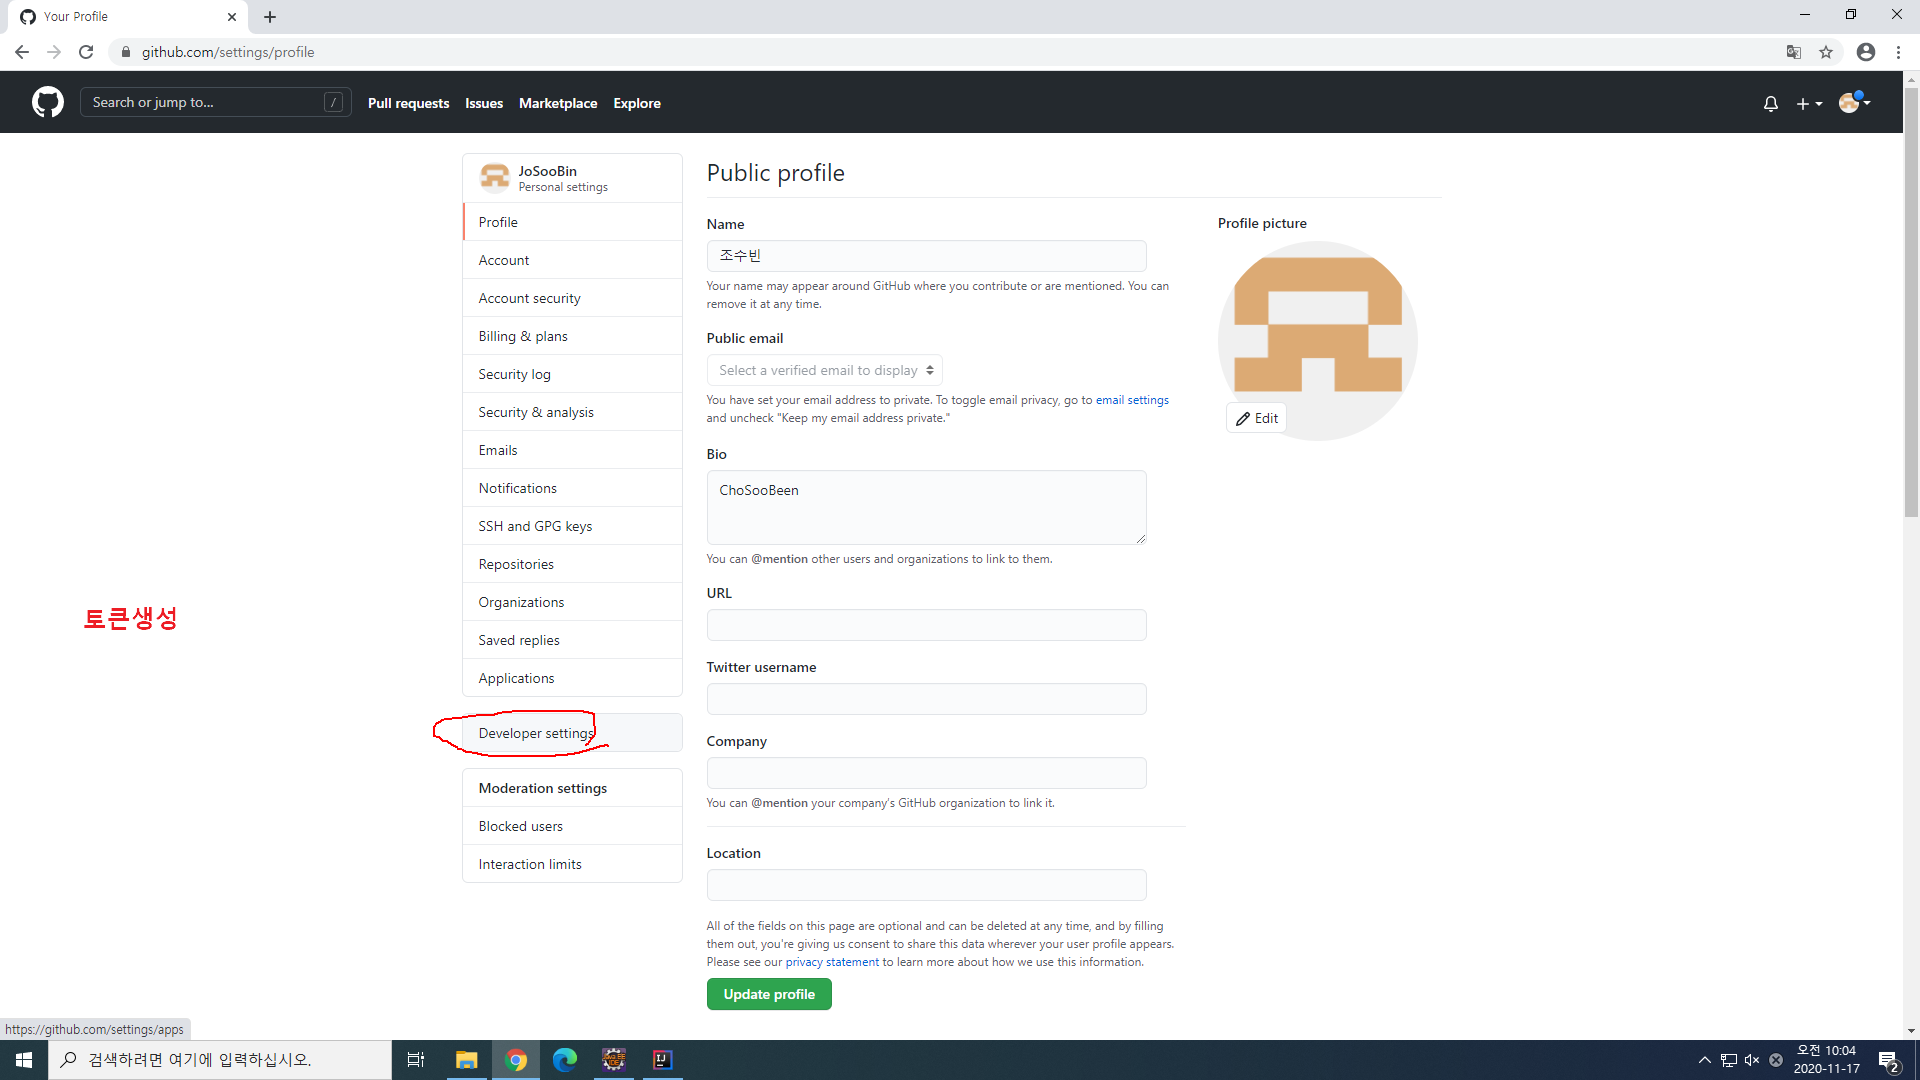 Your Profile
github.com/settings/profile
Search or jump to...
/
Pull requests
Issues
Marketplace
Explore
JoSooBin
Personal settings
Profile
Account
Account security
Billing & plans
Security log
Security & analysis
Emails
Notifications
SSH and GPG keys
Repositories
Organizations
Saved replies
Applications
Developer settings
Moderation settings
Blocked users
Interaction limits
토큰생성
Public profile
Name
조수빈
Your name may appear around GitHub where you contribute or are mentioned. You can
remove it at any time.
Public email
Select a verified email to display
You have set your email address to private. To toggle email privacy, go to email settings
and uncheck "Keep my email address private."
Bio
ChoSooBeen
You can @mention other users and organizations to link to them.
URL
Twitter username
Company
You can @mention your company's GitHub organization to link it.
Location
All of the fields on this page are optional and can be deleted at any time, and by filling
them out, you're giving us consent to share this data wherever your user profile appears.
Please see our privacy statement to learn more about how we use this information.
Update profile
Profile picture
Edit
https://github.com/settings/apps
검색하려면 여기에 입력하십시오.
IJ
오전 10:04
2020-11-17
2